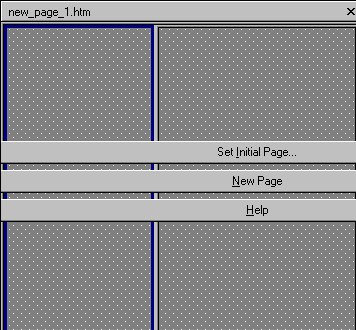 new_page_1.htm
Set Initial Page...
New Page
Help